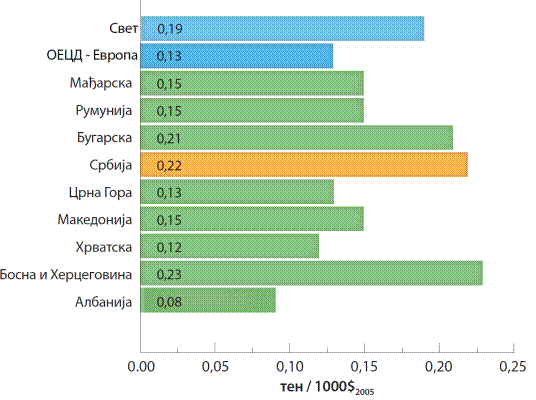 Свет 0,19
ОЕЦД - Европа 0,13
Мађарска 0,15
Румунија 0,15
Бугарска 0,21
Србија 0,22
Црна Гора 0,13
Македонија 0,15
Хрватска 0,12
Босна и Херцеговина 0,23
Албанија 0,08
0.00 0,05 0,10 0,15 0,20 0,25
тен / 1000$2005